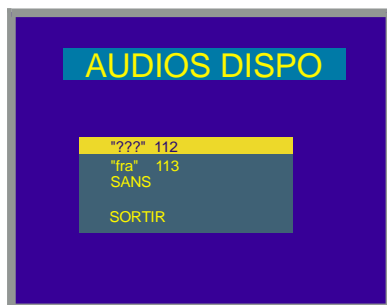 AUDIOS DISPO
"???" 112
"fra" 113
SANS
SORTIR